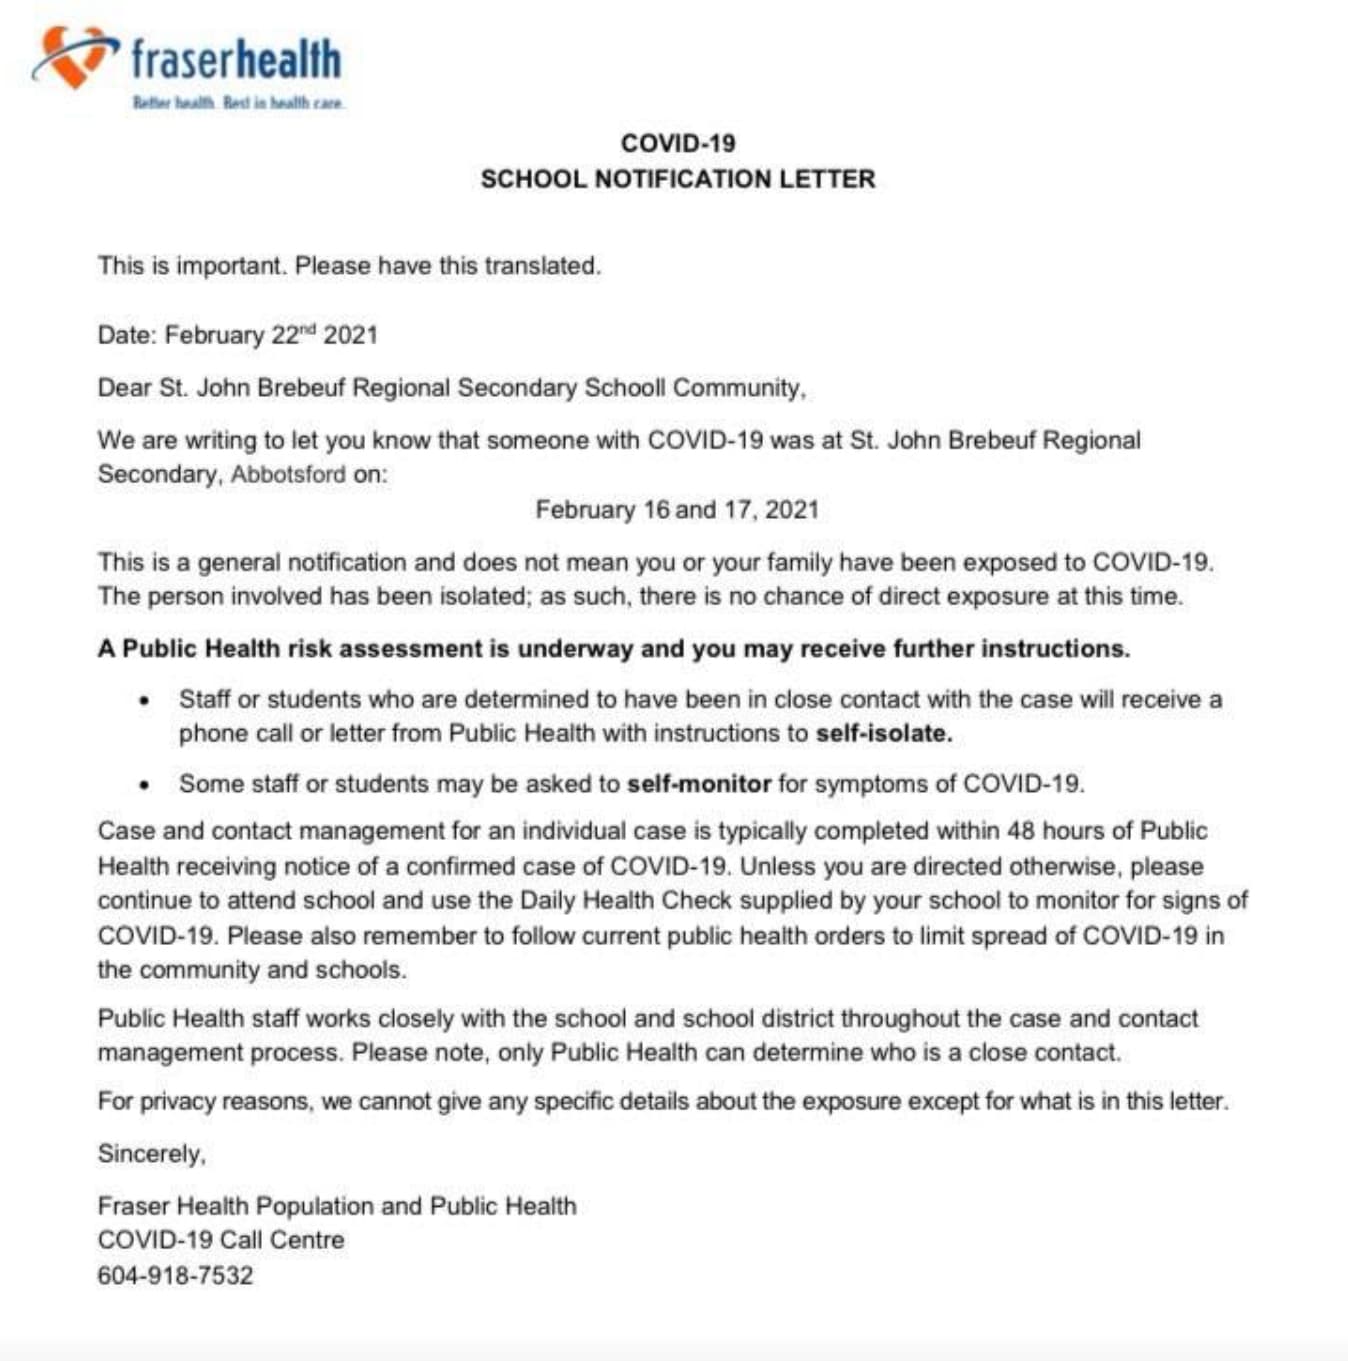 fraserhealth
Better health. Best in health care.
COVID-19
SCHOOL NOTIFICATION LETTER
This is important. Please have this translated.
Date: February 22nd 2021
Dear St. John Brebeuf Regional Secondary Schooll Community,
We are writing to let you know that someone with COVID-19 was at St. John Brebeuf Regional
Secondary, Abbotsford on:
February 16 and 17, 2021
This is a general notification and does not mean you or your family have been exposed to COVID-19.
The person involved has been isolated; as such, there is no chance of direct exposure at this time.
A Public Health risk assessment is underway and you may receive further instructions.
• Staff or students who are determined to have been in close contact with the case will receive a
phone call or letter from Public Health with instructions to self-isolate.
• Some staff or students may be asked to self-monitor for symptoms of COVID-19.
Case and contact management for an individual case is typically completed within 48 hours of Public
Health receiving notice of a confirmed case of COVID-19. Unless you are directed otherwise, please
continue to attend school and use the Daily Health Check supplied by your school to monitor for signs of
COVID-19. Please also remember to follow current public health orders to limit spread of COVID-19 in
the community and schools.
Public Health staff works closely with the school and school district throughout the case and contact
management process. Please note, only Public Health can determine who is a close contact.
For privacy reasons, we cannot give any specific details about the exposure except for what is in this letter.
Sincerely,
Fraser Health Population and Public Health
COVID-19 Call Centre
604-918-7532